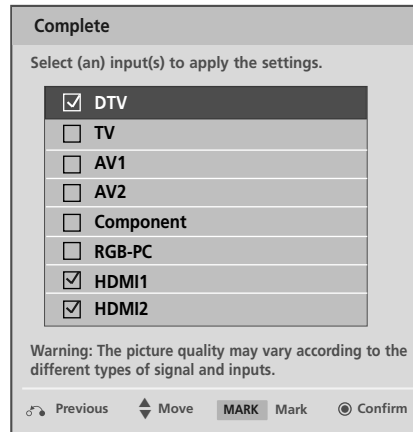 Complete
Select (an) input(s) to apply the settings.
DTV
TV
AV1
AV2
Component
RGB-PC
HDMI1
HDMI2
Warning: The picture quality may vary according to the
different types of signal and inputs.
Previous Move MARK Mark Confirm